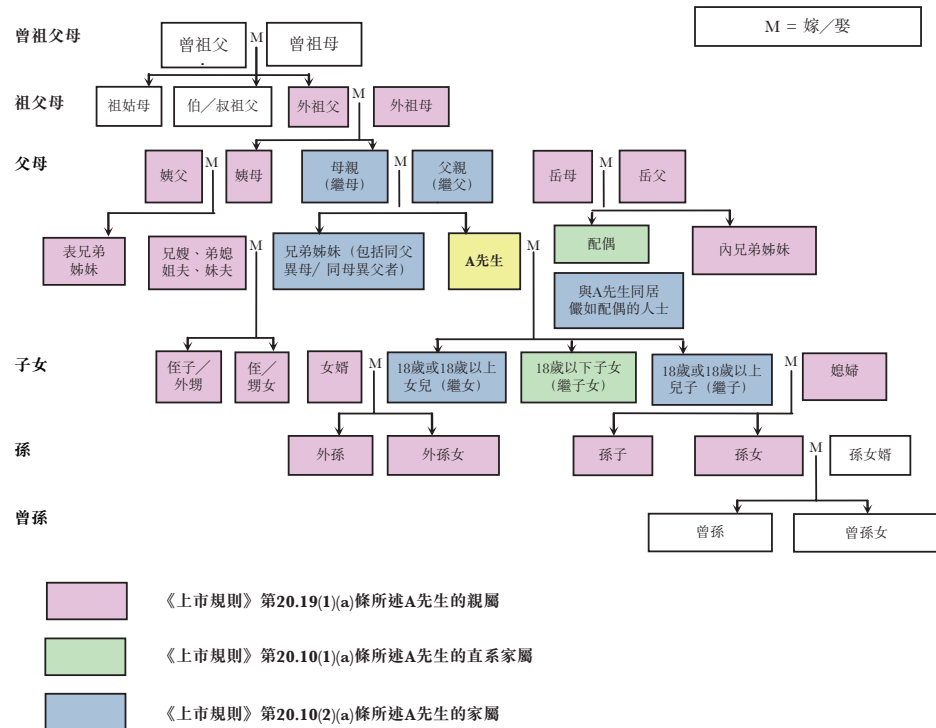 M = 嫁／娶
曾祖父母
曾祖父
M
曾祖母
祖父母
祖姑母
伯／叔祖父
外祖父
M
外祖母
父母
姨父
M
姨母
母親
（繼母）
M
父親
（繼父）
岳母
M
岳父
表兄弟
姊妹
兄嫂、弟媳
姐夫、妹夫
M
兄弟姊妹（包括同父
異母/ 同母異父者）
A先生
M
配偶
內兄弟姊妹
與A先生同居
儼如配偶的人士
子女
侄子／
外甥
侄／
甥女
女婿
M
18歲或18歲以上
女兒（繼女）
18歲以下子女
（繼子女）
18歲或18歲以上
兒子（繼子）
M
媳婦
孫
外孫
外孫女
孫子
孫女
M
孫女婿
曾孫
曾孫
曾孫女
《上市規則》第20.19(1)(a)條所述A先生的親屬
《上市規則》第20.10(1)(a)條所述A先生的直系家屬
《上市規則》第20.10(2)(a)條所述A先生的家屬